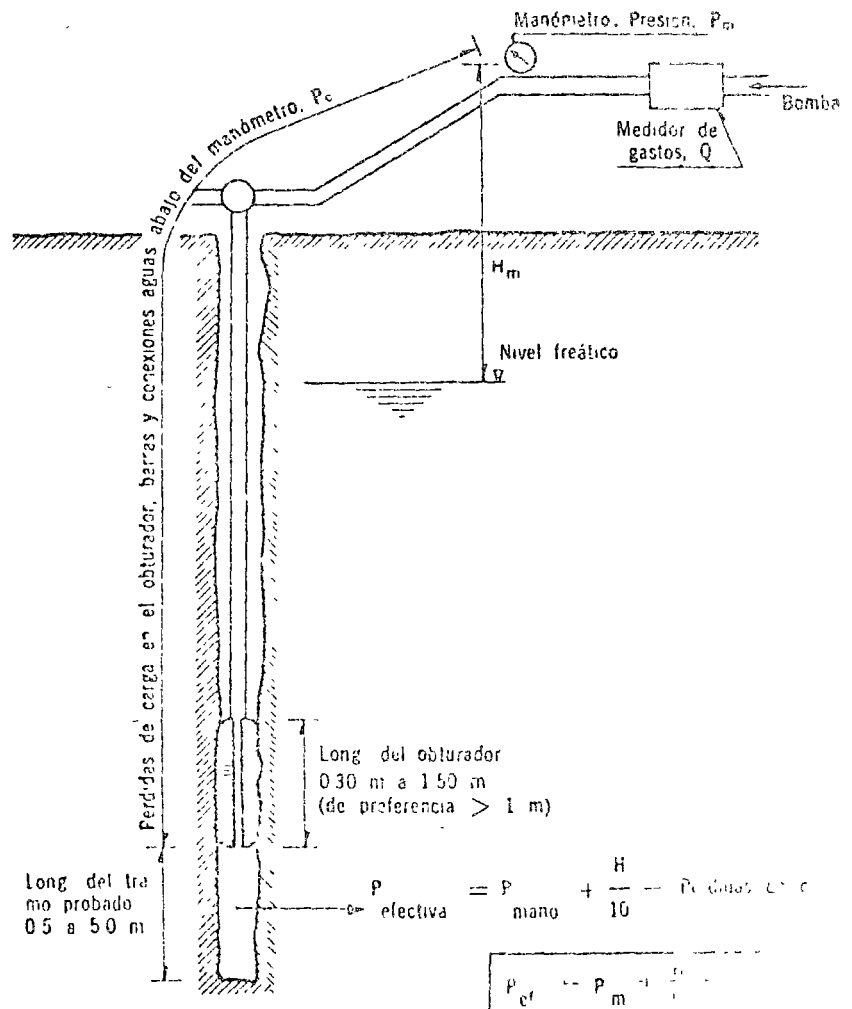 Manómetro. Presion. Pm
Bomba
Medidor de
gastos, Q
Perdidas de carga en el obturador, barras y conexiones aguas abajo del manómetro. Pc
Hm
Nivel freático
Long del obturador
0.30 m a 1.50 m
(de preferencia > 1 m)
Long del tra
mo probado
0.5 a 5.0 m
P efectiva = P mano + H/10 -
Pef = Pm +